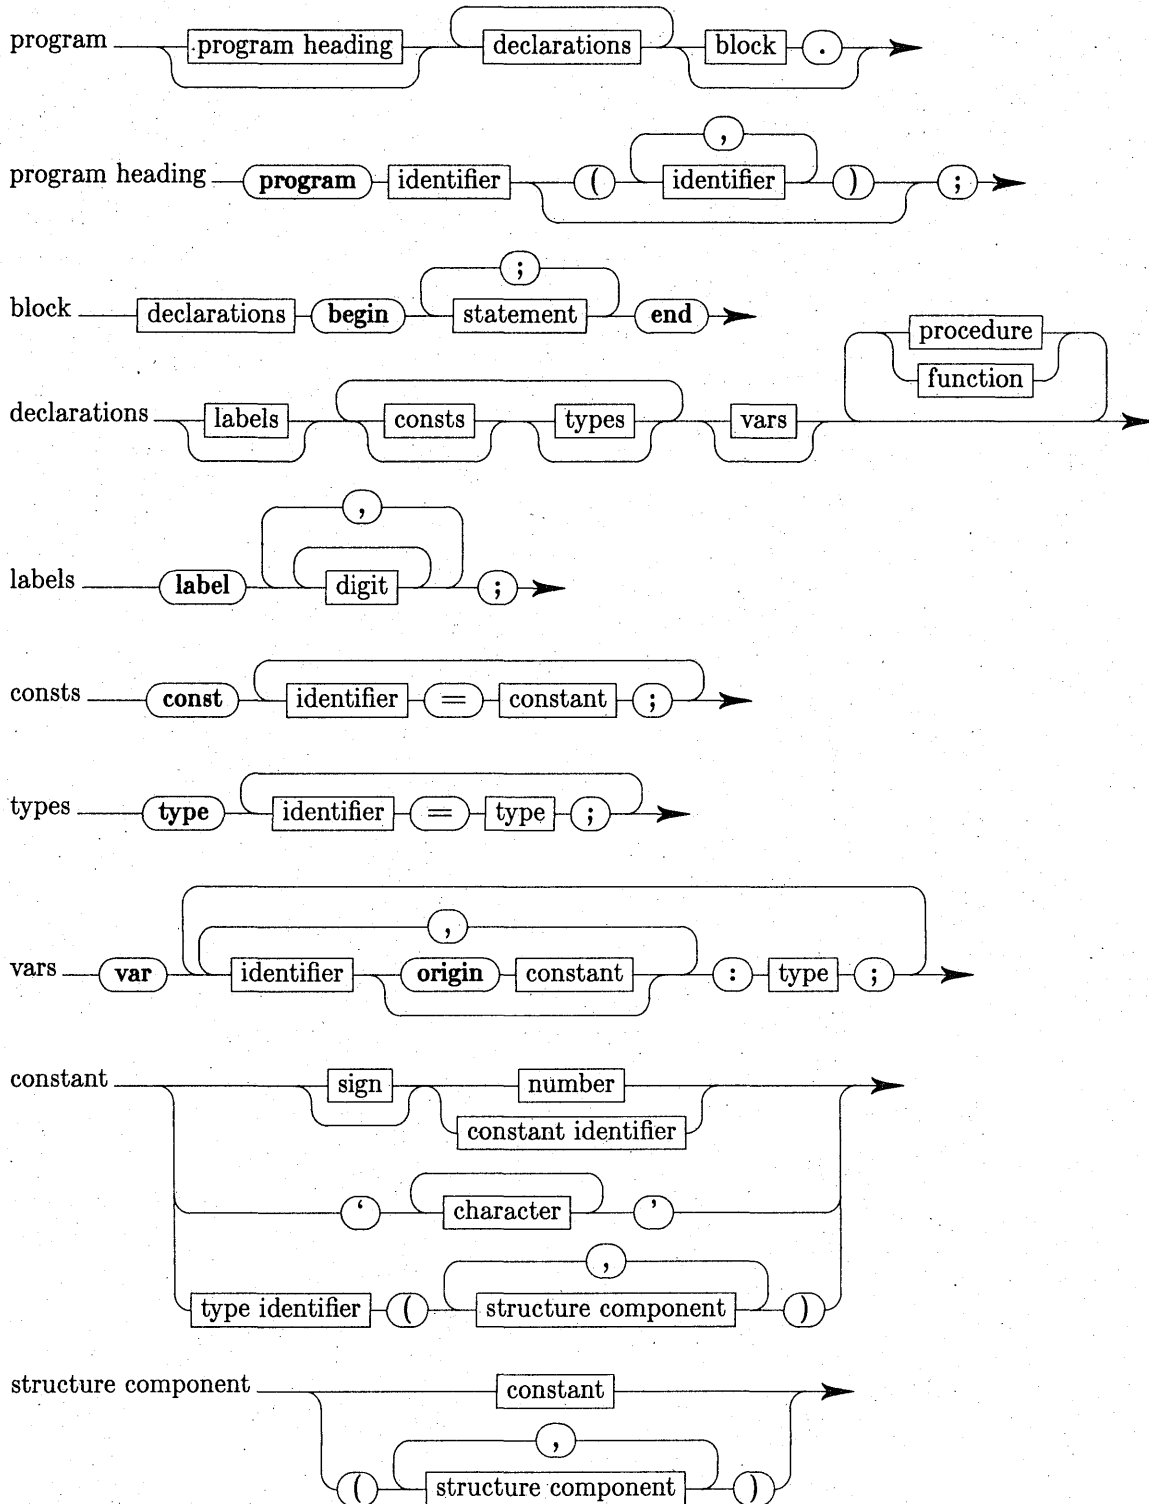 program program heading declarations block .
,
program heading program identifier ( identifier ) ;
;
block declarations begin statement end
procedure
function
declarations labels consts types vars
,
labels label digit ;
consts const identifier = constant ;
types type identifier = type ;
,
vars var identifier origin constant : type ;
constant sign number
constant identifier
‘ character ’
,
type identifier ( structure component )
structure component constant
,
( structure component )